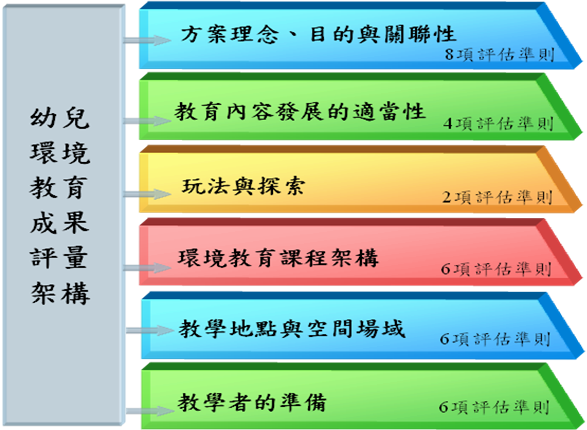 幼兒
環境
教育
成果
評量
架構
方案理念、目的與關聯性
8項評估準則
教育內容發展的適當性
4項評估準則
玩法與探索
2項評估準則
環境教育課程架構
6項評估準則
教學地點與空間場域
6項評估準則
教學者的準備
6項評估準則